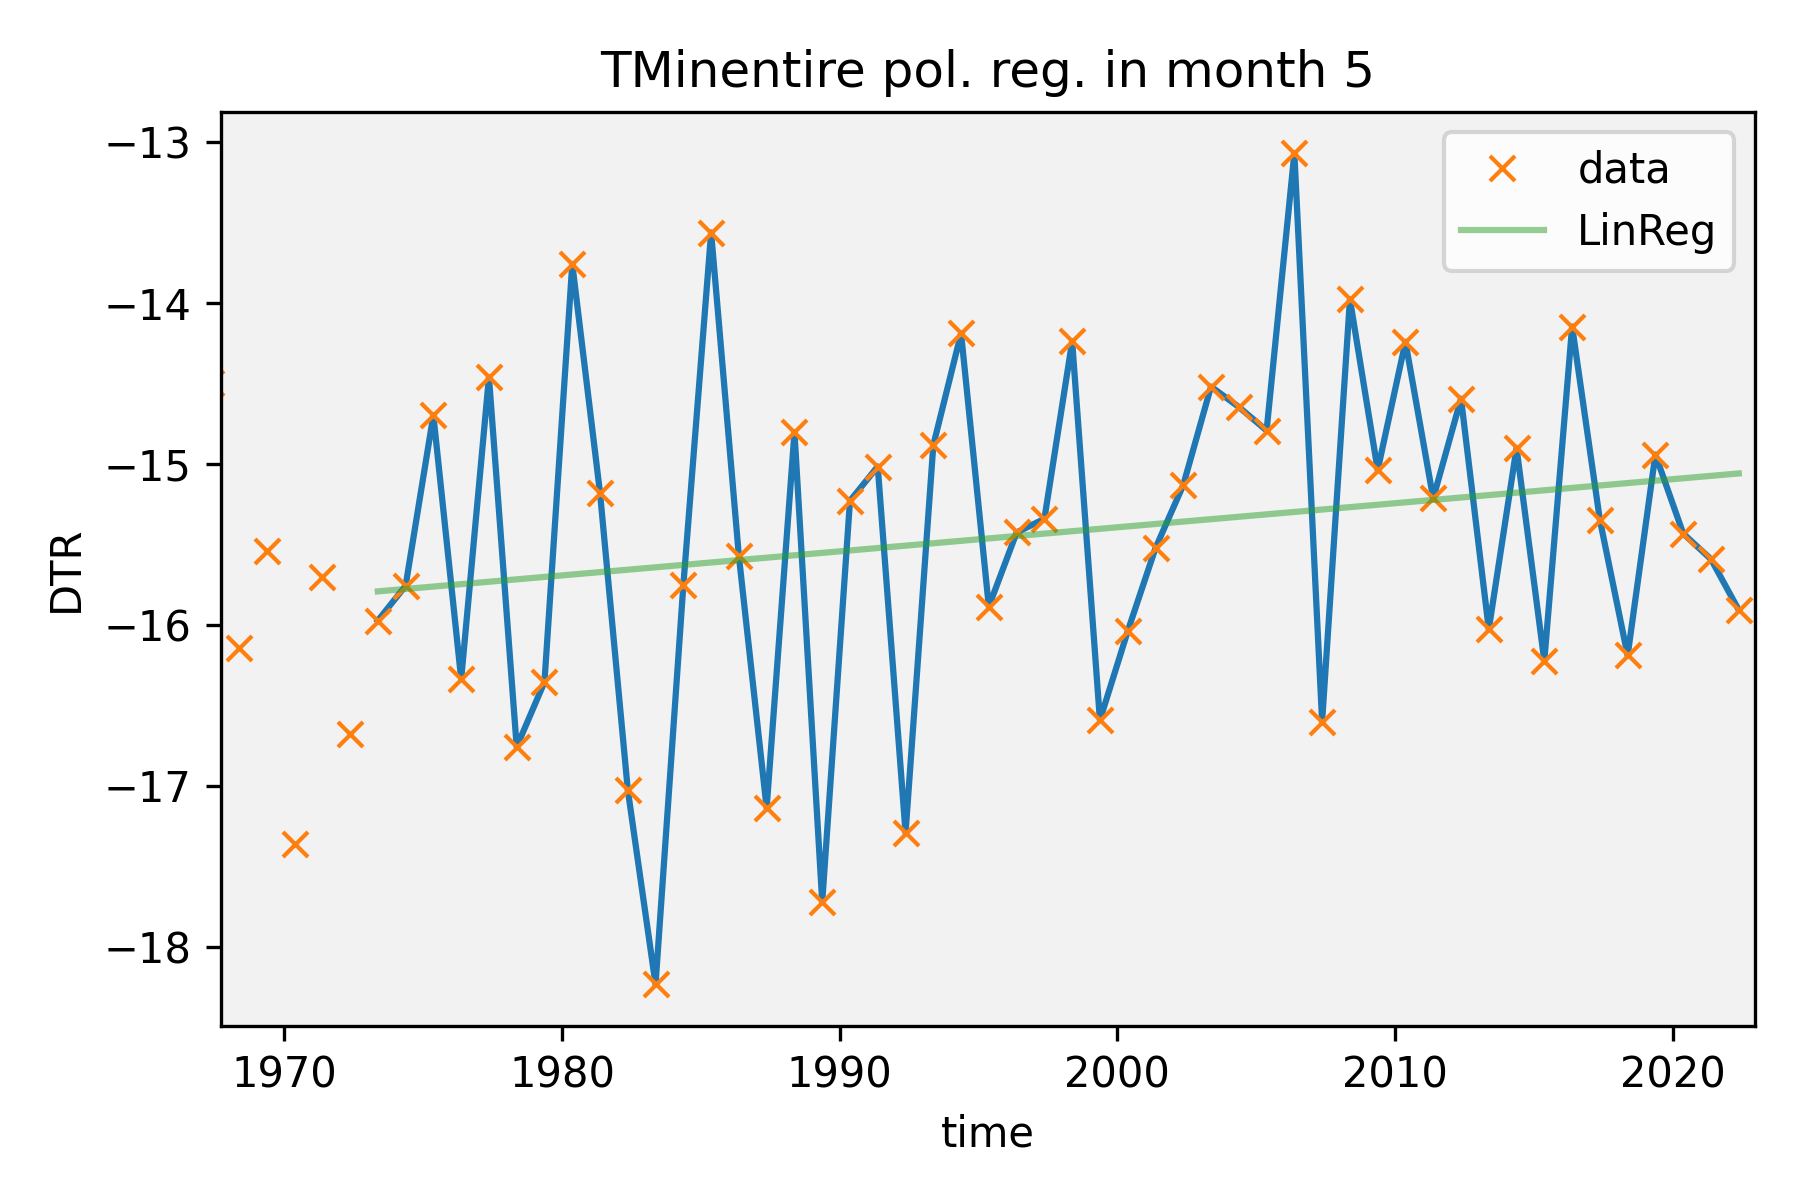 TMinentire pol. reg. in month 5
data
LinReg
DTR
−13
−14
−15
−16
−17
−18
1970 1980 1990 2000 2010 2020
time